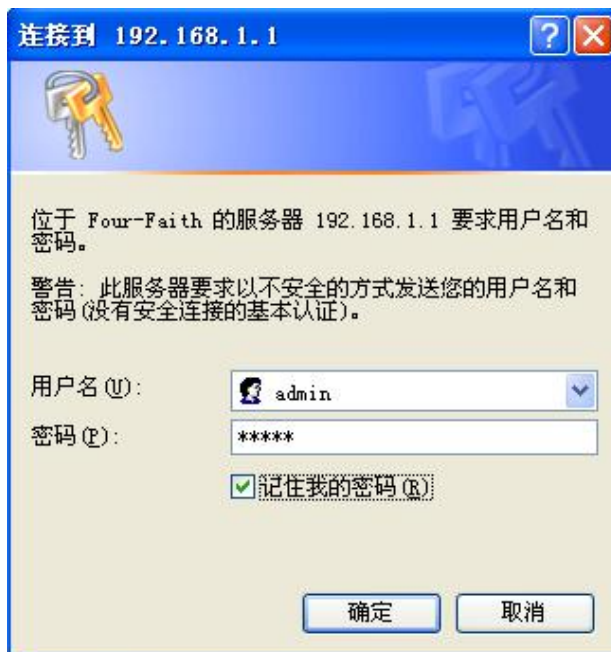 连接到 192.168.1.1
位于 Four-Faith 的服务器 192.168.1.1 要求用户名和
密码。
警告: 此服务器要求以不安全的方式发送您的用户名和
密码(没有安全连接的基本认证)。
用户名(U):
admin
密码(P):
*****
记住我的密码(R)
确定
取消